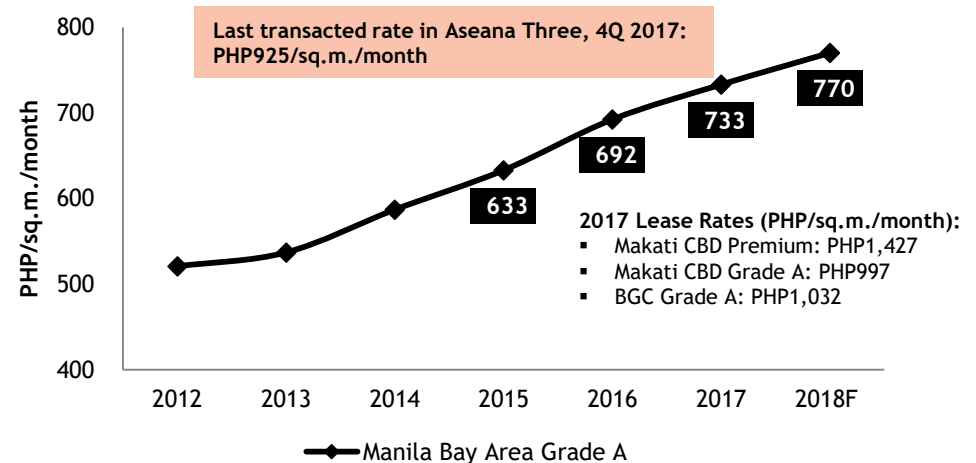 Last transacted rate in Aseana Three, 4Q 2017:
PHP925/sq.m./month
PHP/sq.m./month
800
700
600
500
400
633
692
733
770
2017 Lease Rates (PHP/sq.m./month):
▪ Makati CBD Premium: PHP1,427
▪ Makati CBD Grade A: PHP997
▪ BGC Grade A: PHP1,032
2012 2013 2014 2015 2016 2017 2018F
Manila Bay Area Grade A